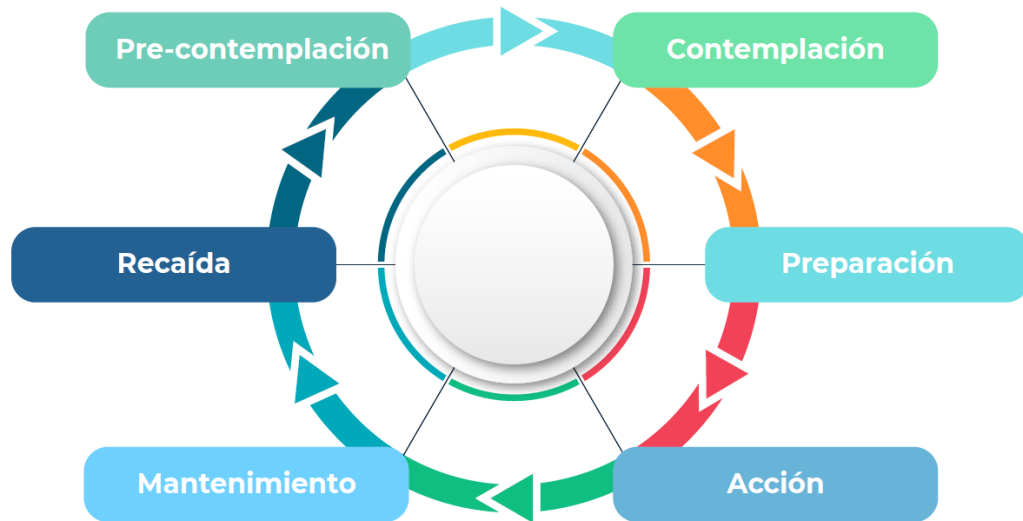 Pre-contemplación
Contemplación
Recaída
Preparación
Mantenimiento
Acción